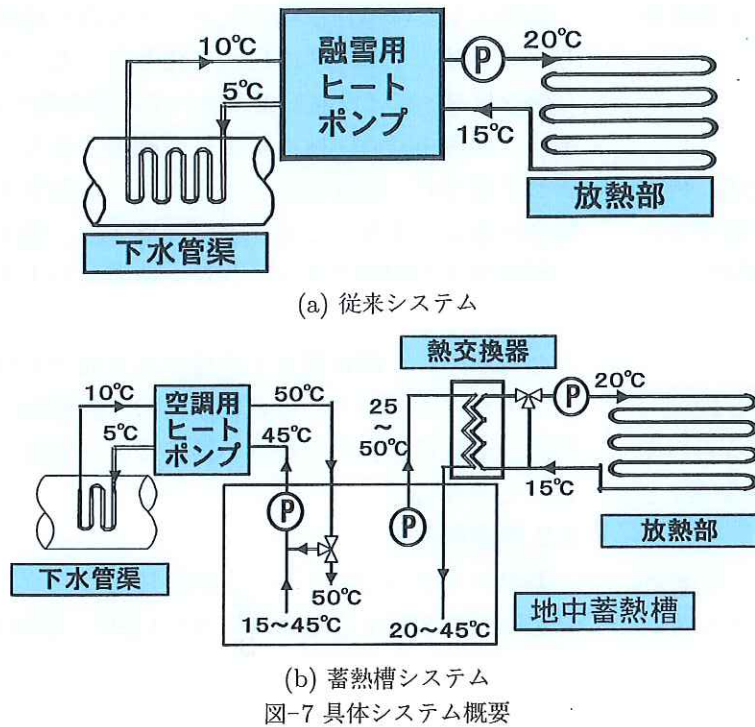 10℃
5℃
融雪用
ヒート
ポンプ
P
20℃
15℃
放熱部
下水管渠
(a) 従来システム
熱交換器
10℃
5℃
空調用
ヒート
ポンプ
50℃
45℃
25
～
50℃
P
20℃
15℃
P
P
放熱部
下水管渠
50℃
15～45℃
20～45℃
地中蓄熱槽
(b) 蓄熱槽システム
図-7 具体システム概要